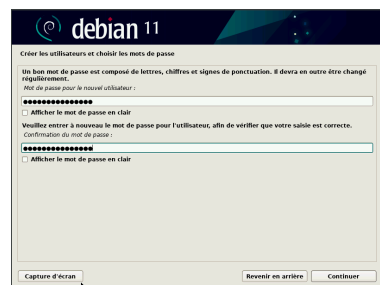 debian 11
Créer les utilisateurs et choisir les mots de passe
Un bon mot de passe est composé de lettres, chiffres et signes de ponctuation. Il devra en outre être changé
régulièrement.
Mot de passe pour le nouvel utilisateur :
●●●●●●●●●●●●●●●
Afficher le mot de passe en clair
Veuillez entrer à nouveau le mot de passe pour l'utilisateur, afin de vérifier que votre saisie est correcte.
Confirmation du mot de passe :
●●●●●●●●●●●●●●●
Afficher le mot de passe en clair
Capture d'écran
Revenir en arrière
Continuer